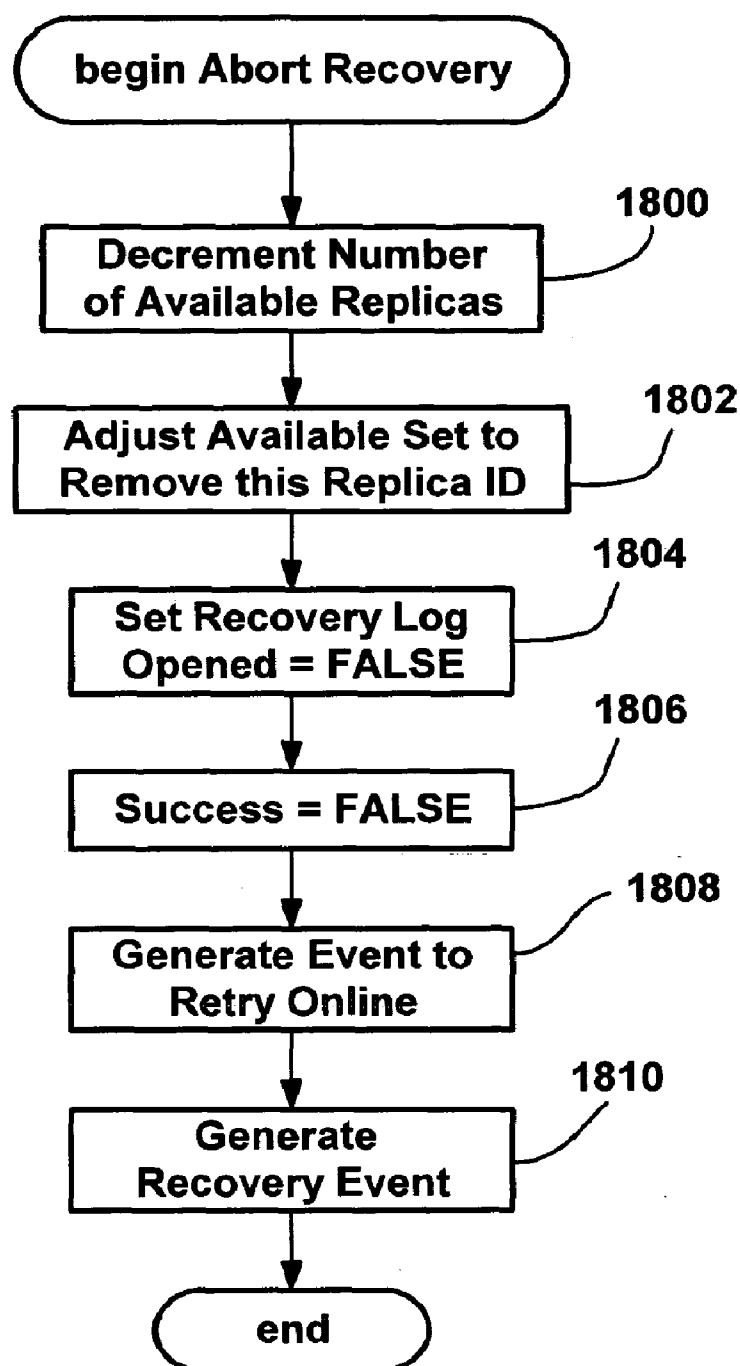 begin Abort Recovery
1800
Decrement Number
of Available Replicas
1802
Adjust Available Set to
Remove this Replica ID
1804
Set Recovery Log
Opened = FALSE
1806
Success = FALSE
1808
Generate Event to
Retry Online
1810
Generate
Recovery Event
end